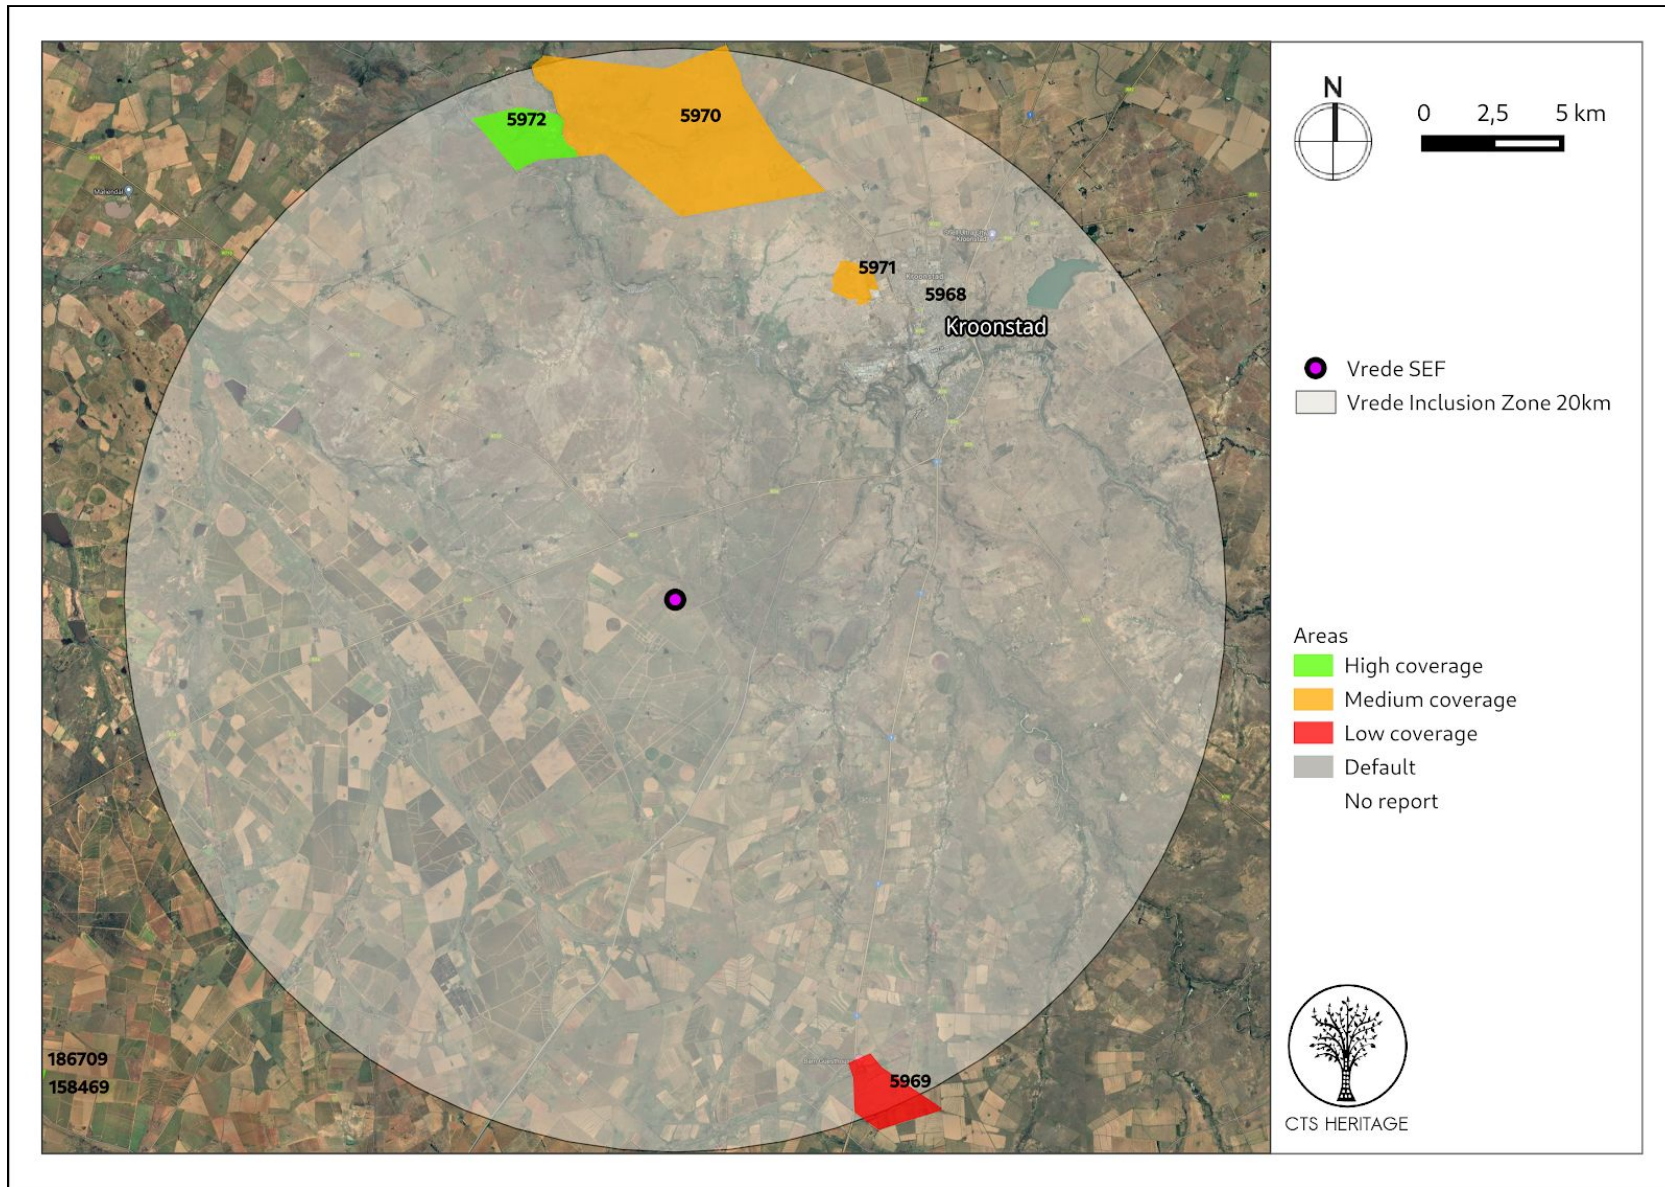 5972
5970
5971
5968
Kroonstad
186709
158469
5969
N
0 2,5 5 km
Vrede SEF
Vrede Inclusion Zone 20km
Areas
High coverage
Medium coverage
Low coverage
Default
No report
CTS HERITAGE